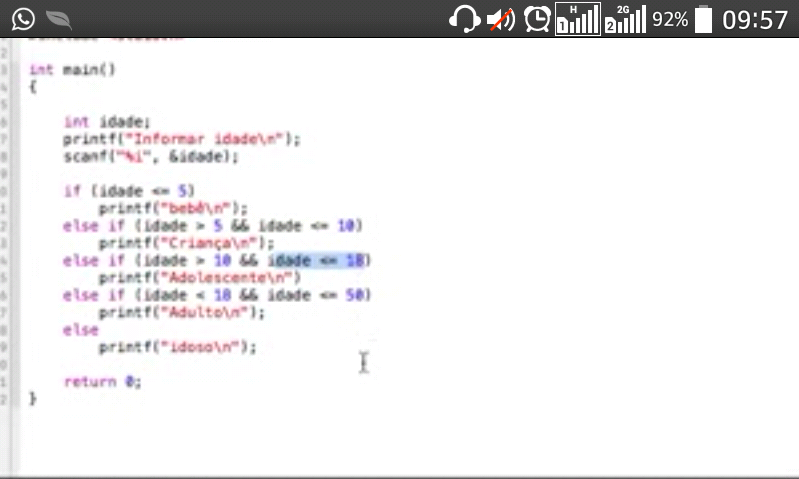 H 2G 92% 09:57
int main()
{
int idade;
printf("Informar idade\n");
scanf("%i", &idade);
if (idade <= 5)
printf("bebê\n");
else if (idade > 5 && idade <= 10)
printf("Criança\n");
else if (idade > 10 && idade <= 18)
printf("Adolescente\n")
else if (idade < 18 && idade <= 50)
printf("Adulto\n");
else
printf("idoso\n");
return 0;
}